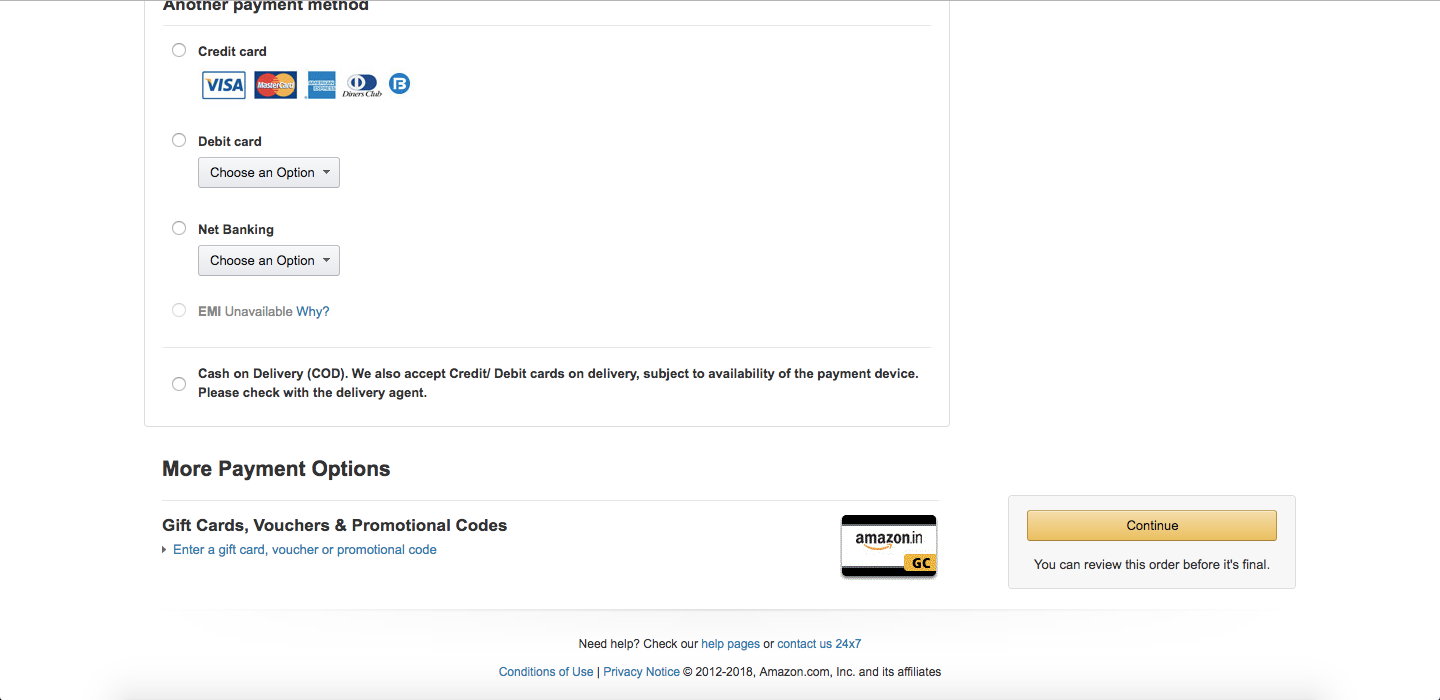 Another payment method
Credit card
VISA MasterCard AMERICAN EXPRESS Diners Club
Debit card
Choose an Option
Net Banking
Choose an Option
EMI Unavailable Why?
Cash on Delivery (COD). We also accept Credit/ Debit cards on delivery, subject to availability of the payment device.
Please check with the delivery agent.
More Payment Options
Gift Cards, Vouchers & Promotional Codes
Enter a gift card, voucher or promotional code
amazon.in
GC
Continue
You can review this order before it's final.
Need help? Check our help pages or contact us 24x7
Conditions of Use | Privacy Notice © 2012-2018, Amazon.com, Inc. and its affiliates